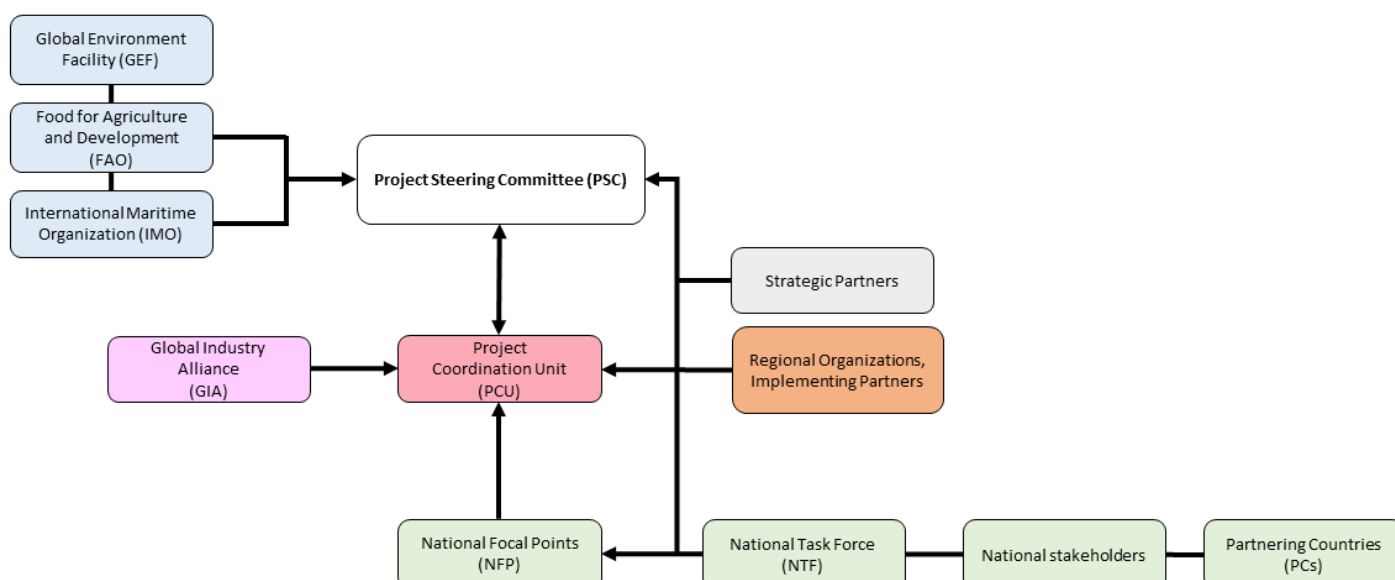 Global Environment
Facility (GEF)
Food for Agriculture
and Development
(FAO)
International Maritime
Organization (IMO)
Project Steering Committee (PSC)
Strategic Partners
Global Industry
Alliance
(GIA)
Project
Coordination Unit
(PCU)
Regional Organizations,
Implementing Partners
National Focal Points
(NFP)
National Task Force
(NTF)
National stakeholders
Partnering Countries
(PCs)